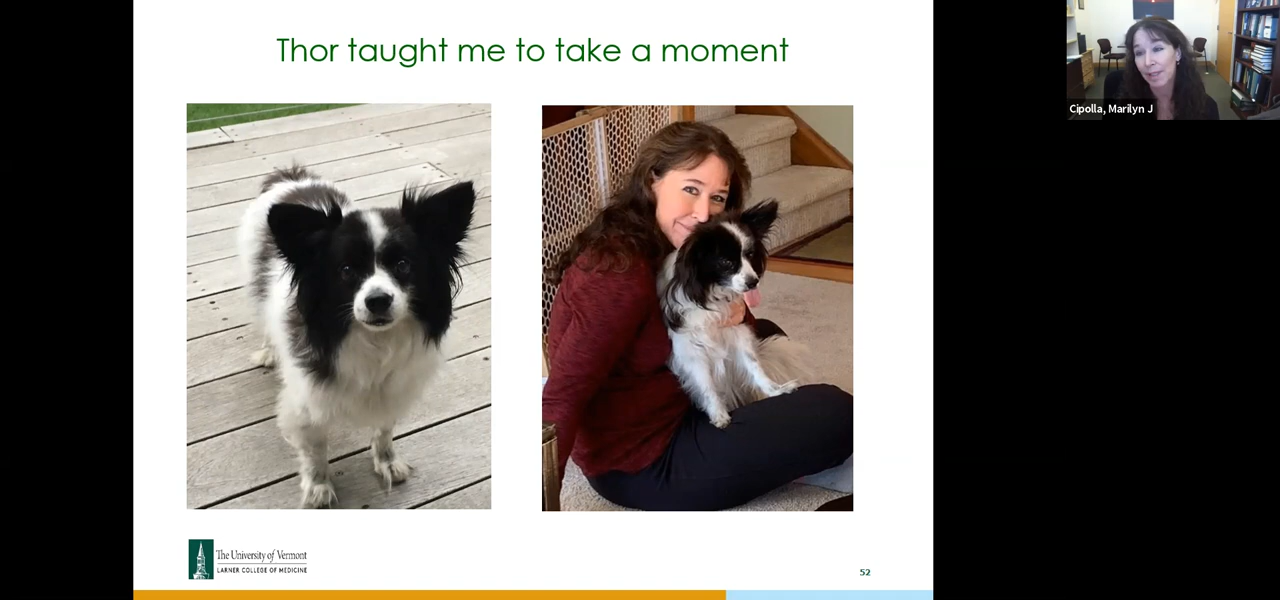 Thor taught me to take a moment
Cipolla, Marilyn J
The University of Vermont
LARNER COLLEGE OF MEDICINE
52